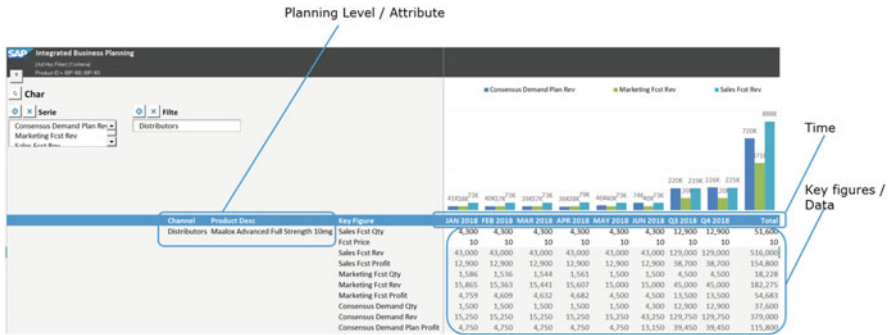 Planning Level / Attribute
SAP Integrated Business Planning
Char
Serie Filte
Consensus Demand Plan Rev
Marketing Fcst Rev
Sales Fcst Rev
Distributors
Consensus Demand Plan Rev Marketing Fcst Rev Sales Fcst Rev
888K
720K
220K 219K 226K 225K
Time
Key figures /
Data
Channel Product Desc Key Figure JAN 2018 FEB 2018 MAR 2018 APR 2018 MAY 2018 JUN 2018 Q3 2018 Q4 2018 Total
Distributors Maalox Advanced Full Strength 10mg Sales Fcst Qty 4,300 4,300 4,300 4,300 4,300 4,300 12,900 12,900 51,600
Fcst Price 10 10 10 10 10 10 10 10 10
Sales Fcst Rev 43,000 43,000 43,000 43,000 43,000 43,000 129,000 129,000 516,000
Sales Fcst Profit 12,900 12,900 12,900 12,900 12,900 12,900 38,700 38,700 154,800
Marketing Fcst Qty 1,586 1,536 1,544 1,561 1,500 1,500 4,500 4,500 18,228
Marketing Fcst Rev 15,865 15,363 15,441 15,607 15,000 15,000 45,000 45,000 182,275
Marketing Fcst Profit 4,759 4,609 4,632 4,682 4,500 4,500 13,500 13,500 54,683
Consensus Demand Qty 1,500 1,500 1,500 1,500 1,500 4,300 12,900 12,900 37,600
Consensus Demand Rev 15,250 15,250 15,250 15,250 15,250 43,250 129,750 129,750 379,000
Consensus Demand Plan Profit 4,750 4,750 4,750 4,750 4,750 13,150 39,450 39,450 115,800